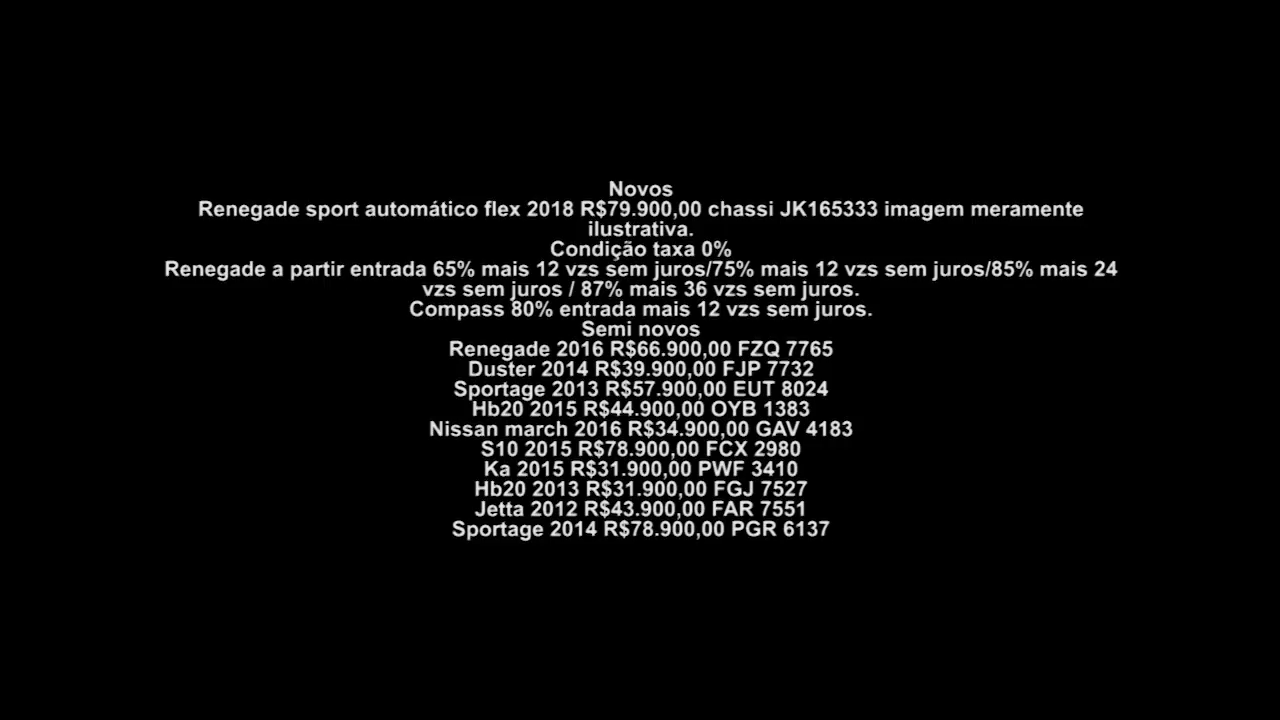 Novos
Renegade sport automático flex 2018 R$79.900,00 chassi JK165333 imagem meramente
ilustrativa.
Condição taxa 0%
Renegade a partir entrada 65% mais 12 vzs sem juros/75% mais 12 vzs sem juros/85% mais 24
vzs sem juros / 87% mais 36 vzs sem juros.
Compass 80% entrada mais 12 vzs sem juros.
Semi novos
Renegade 2016 R$66.900,00 FZQ 7765
Duster 2014 R$39.900,00 FJP 7732
Sportage 2013 R$57.900,00 EUT 8024
Hb20 2015 R$44.900,00 OYB 1383
Nissan march 2016 R$34.900,00 GAV 4183
S10 2015 R$78.900,00 FCX 2980
Ka 2015 R$31.900,00 PWF 3410
Hb20 2013 R$31.900,00 FGJ 7527
Jetta 2012 R$43.900,00 FAR 7551
Sportage 2014 R$78.900,00 PGR 6137